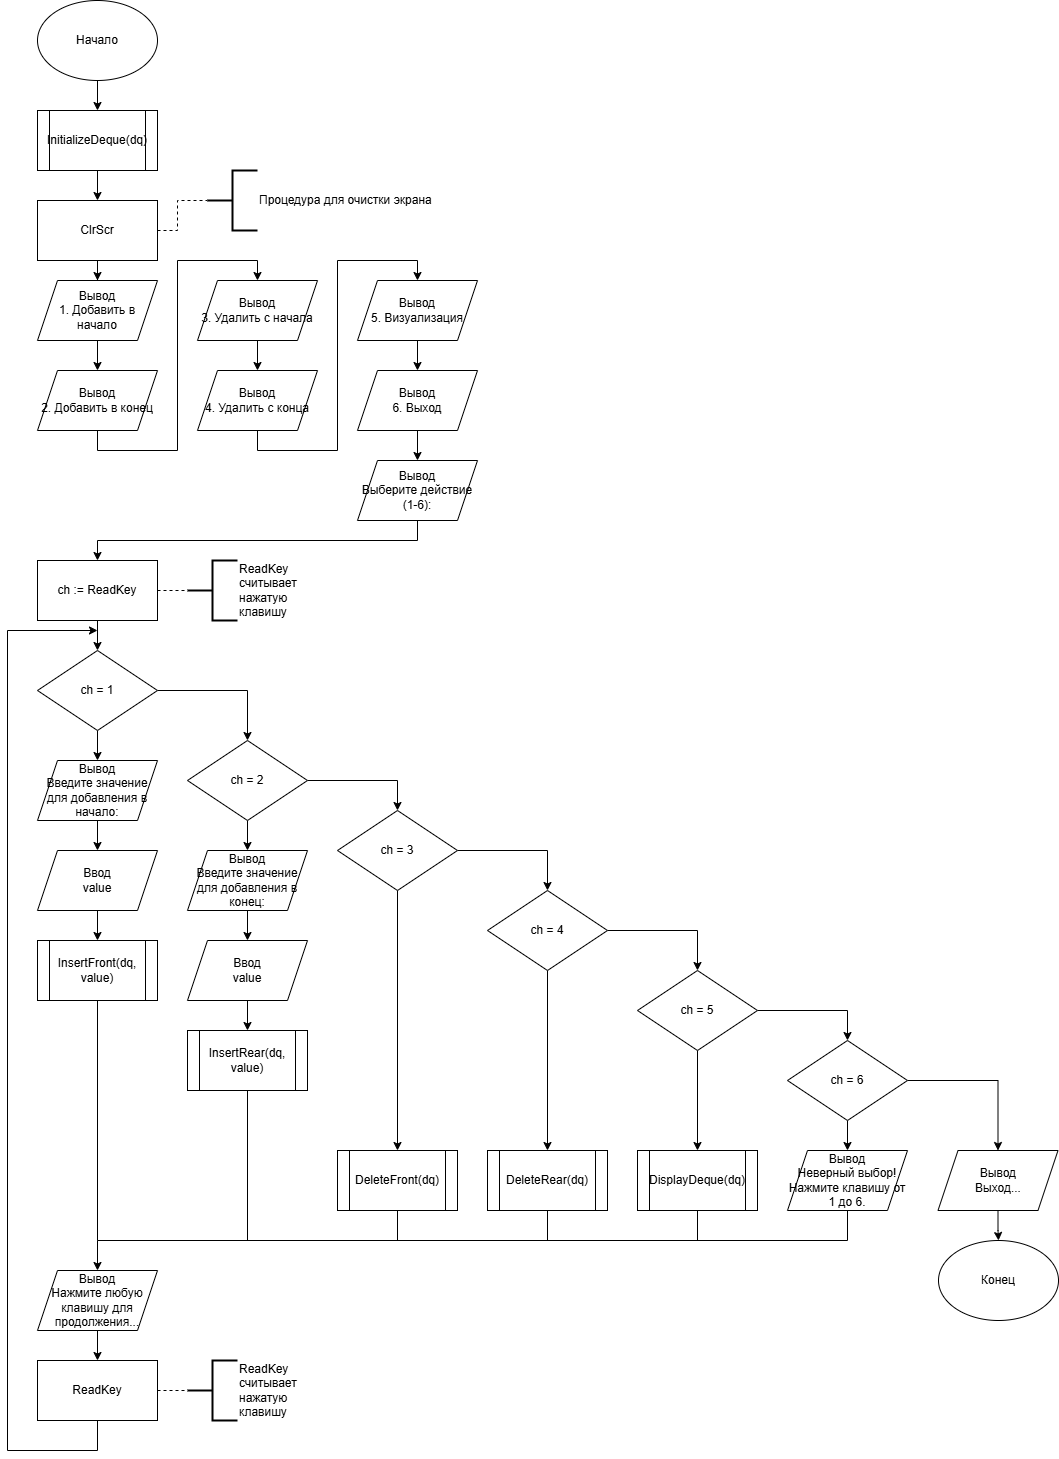 Начало
InitializeDeque(dq)
ClrScr
Процедура для очистки экрана
Вывод
1. Добавить в
начало
Вывод
2. Добавить в конец
Вывод
3. Удалить с начала
Вывод
4. Удалить с конца
Вывод
5. Визуализация
Вывод
6. Выход
Вывод
Выберите действие
(1-6):
ch := ReadKey
ReadKey
считывает
нажатую
клавишу
ch = 1
Вывод
Введите значение
для добавления в
начало:
Ввод
value
InsertFront(dq,
value)
ch = 2
Вывод
Введите значение
для добавления в
конец:
Ввод
value
InsertRear(dq,
value)
ch = 3
DeleteFront(dq)
ch = 4
DeleteRear(dq)
ch = 5
DisplayDeque(dq)
ch = 6
Вывод
Неверный выбор!
Нажмите клавишу от
1 до 6.
Вывод
Выход...
Конец
Вывод
Нажмите любую
клавишу для
продолжения...
ReadKey
ReadKey
считывает
нажатую
клавишу